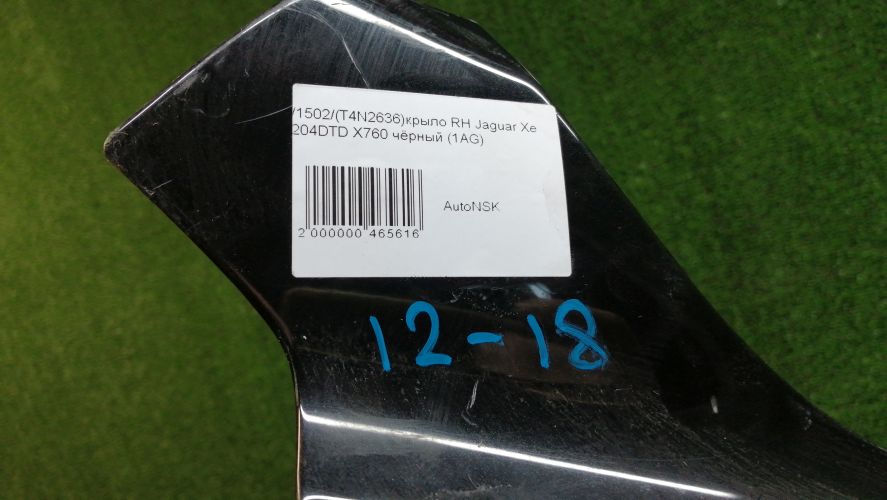 /1502/(T4N2636)крыло RH Jaguar Xe
204DTD X760 чёрный (1AG)
AutoNSK
2 000000 465616
12-18